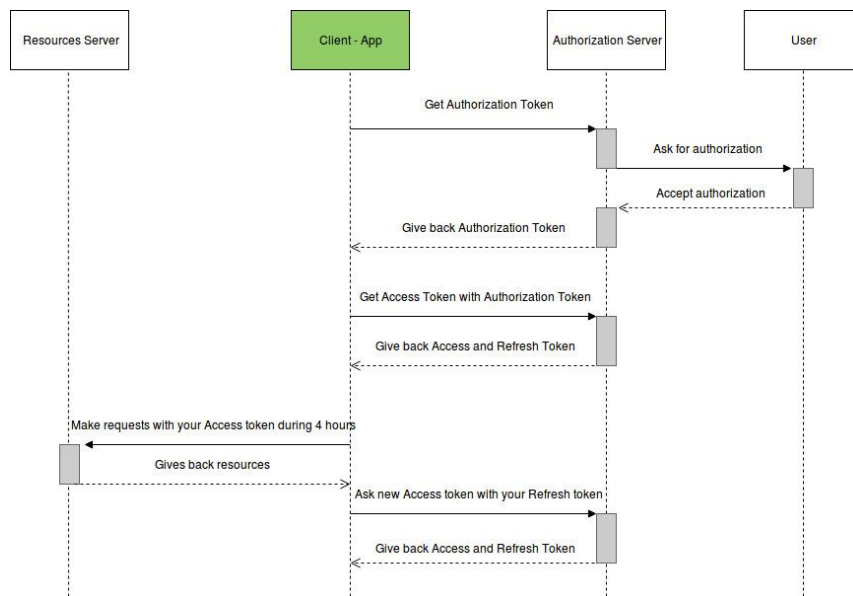 Resources Server
Client - App
Authorization Server
User
Get Authorization Token
Ask for authorization
Accept authorization
Give back Authorization Token
Get Access Token with Authorization Token
Give back Access and Refresh Token
Make requests with your Access token during 4 hours
Gives back resources
Ask new Access token with your Refresh token
Give back Access and Refresh Token